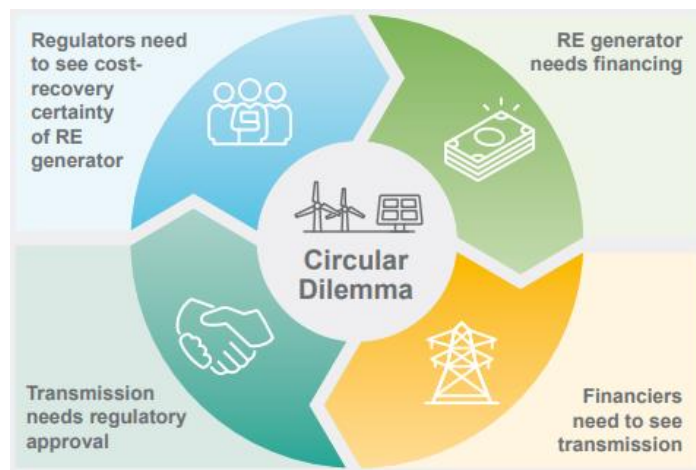 Regulators need
to see cost-
recovery
certainty
of RE
generator
RE generator
needs financing
Circular
Dilemma
Transmission
needs regulatory
approval
Financiers
need to see
transmission